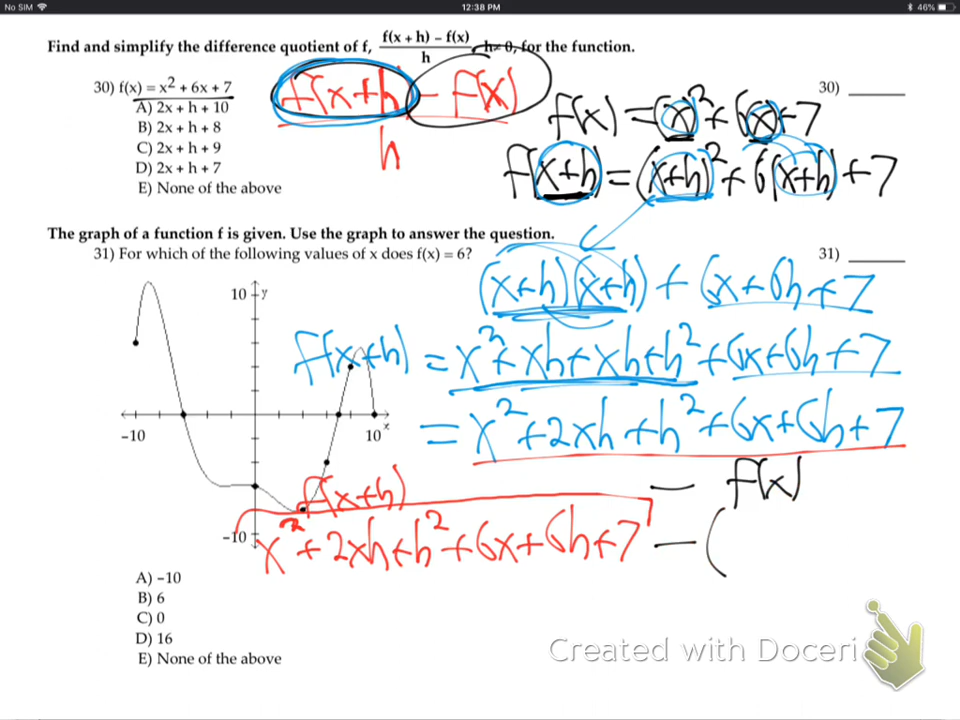 No SIM 12:38 PM 46%
Find and simplify the difference quotient of f, f(x + h) − f(x) / h , h≠ 0, for the function.
30) f(x) = x² + 6x + 7 30) ______
A) 2x + h + 10
B) 2x + h + 8
C) 2x + h + 9
D) 2x + h + 7
E) None of the above
f(x+h) − f(x)
h
f(x) = (x)² + 6(x) + 7
f(x+h) = (x+h)² + 6(x+h) + 7
The graph of a function f is given. Use the graph to answer the question.
31) For which of the following values of x does f(x) = 6? 31) ______
(x+h)(x+h) + 6x + 6h + 7
f(x+h) = x² + xh + xh + h² + 6x + 6h + 7
= x² + 2xh + h² + 6x + 6h + 7
10 y
−10 10 x
−10
f(x+h) − f(x)
x² + 2xh + h² + 6x + 6h + 7 − (
A) −10
B) 6
C) 0
D) 16
E) None of the above
Created with Doceri